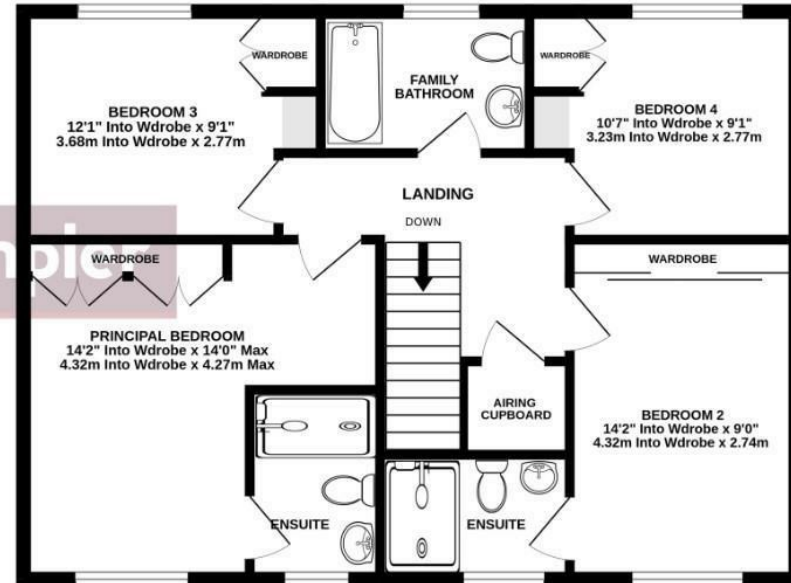 WARDROBE
BEDROOM 3
12'1" Into Wdrobe x 9'1"
3.68m Into Wdrobe x 2.77m
FAMILY
BATHROOM
WARDROBE
BEDROOM 4
10'7" Into Wdrobe x 9'1"
3.23m Into Wdrobe x 2.77m
LANDING
DOWN
WARDROBE
PRINCIPAL BEDROOM
14'2" Into Wdrobe x 14'0" Max
4.32m Into Wdrobe x 4.27m Max
WARDROBE
AIRING
CUPBOARD
BEDROOM 2
14'2" Into Wdrobe x 9'0"
4.32m Into Wdrobe x 2.74m
ENSUITE
ENSUITE